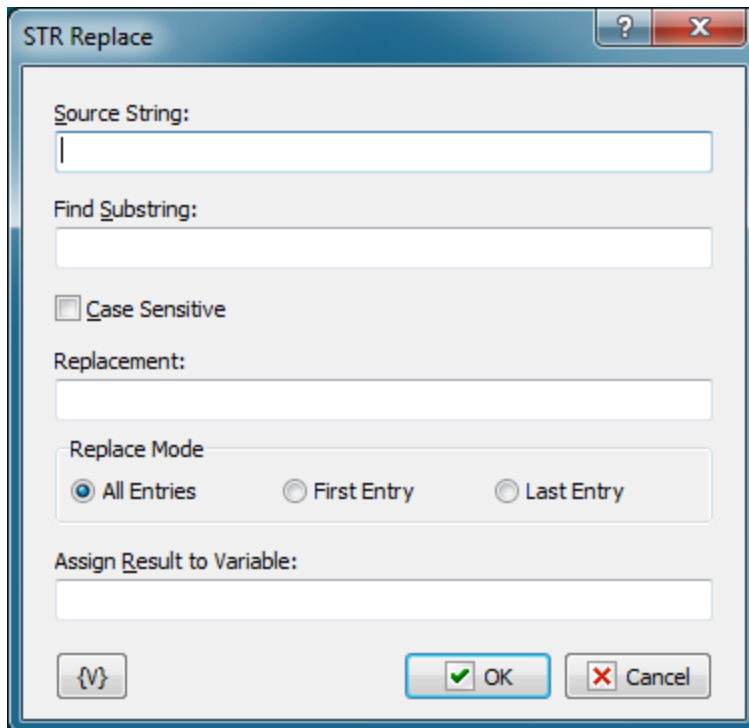 STR Replace ?
Source String:
Find Substring:
Case Sensitive
Replacement:
Replace Mode
All Entries First Entry Last Entry
Assign Result to Variable:
{V} OK Cancel